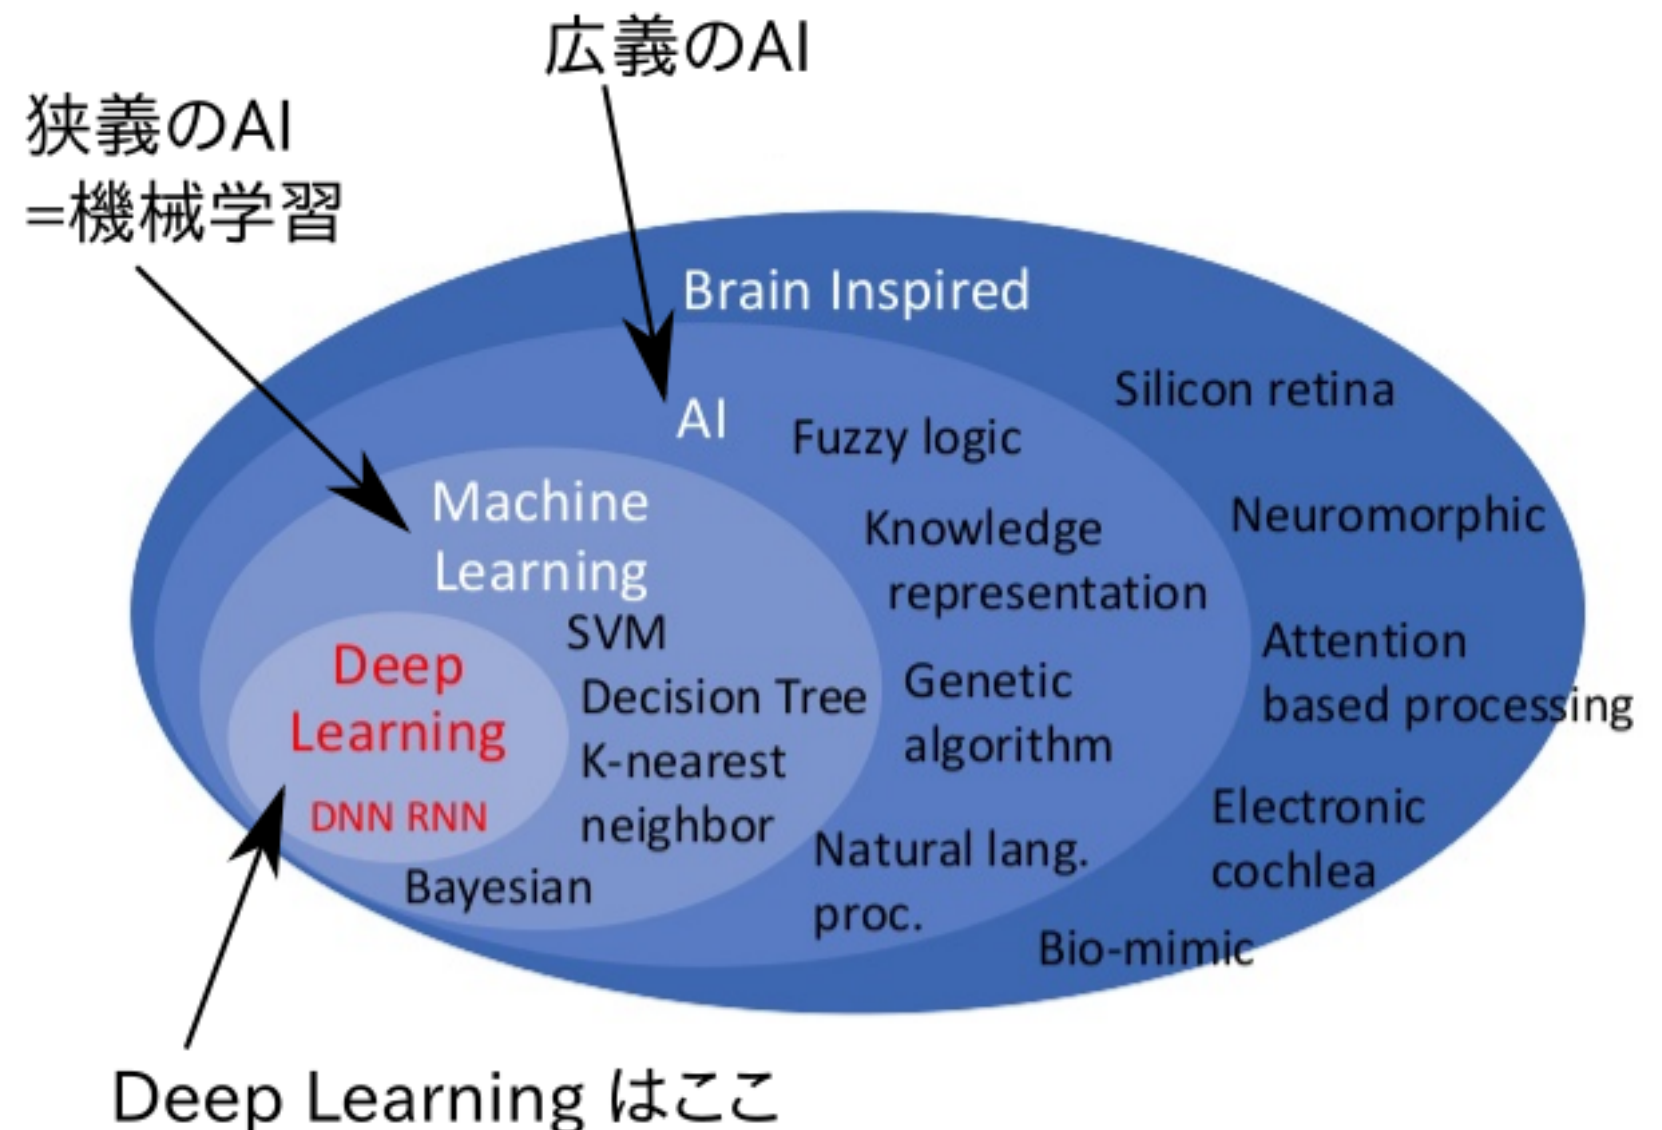 広義のAI
狭義のAI
=機械学習
Brain Inspired
Silicon retina
AI
Fuzzy logic
Machine
Learning
Knowledge
representation
Neuromorphic
SVM
Deep
Learning
Decision Tree
Genetic
algorithm
Attention
based processing
K-nearest
neighbor
DNN RNN
Bayesian
Natural lang.
proc.
Electronic
cochlea
Bio-mimic
Deep Learning はここ